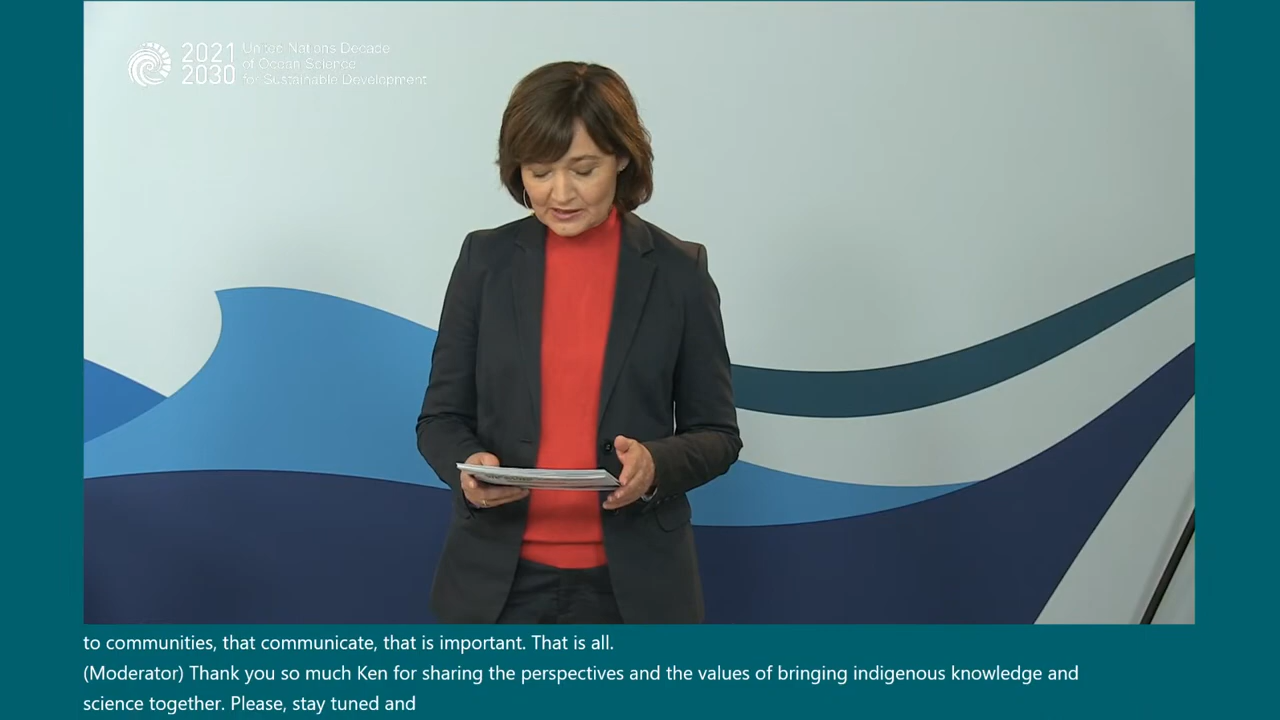 2021 United Nations Decade
of Ocean Science
2030 for Sustainable Development
to communities, that communicate, that is important. That is all.
(Moderator) Thank you so much Ken for sharing the perspectives and the values of bringing indigenous knowledge and
science together. Please, stay tuned and